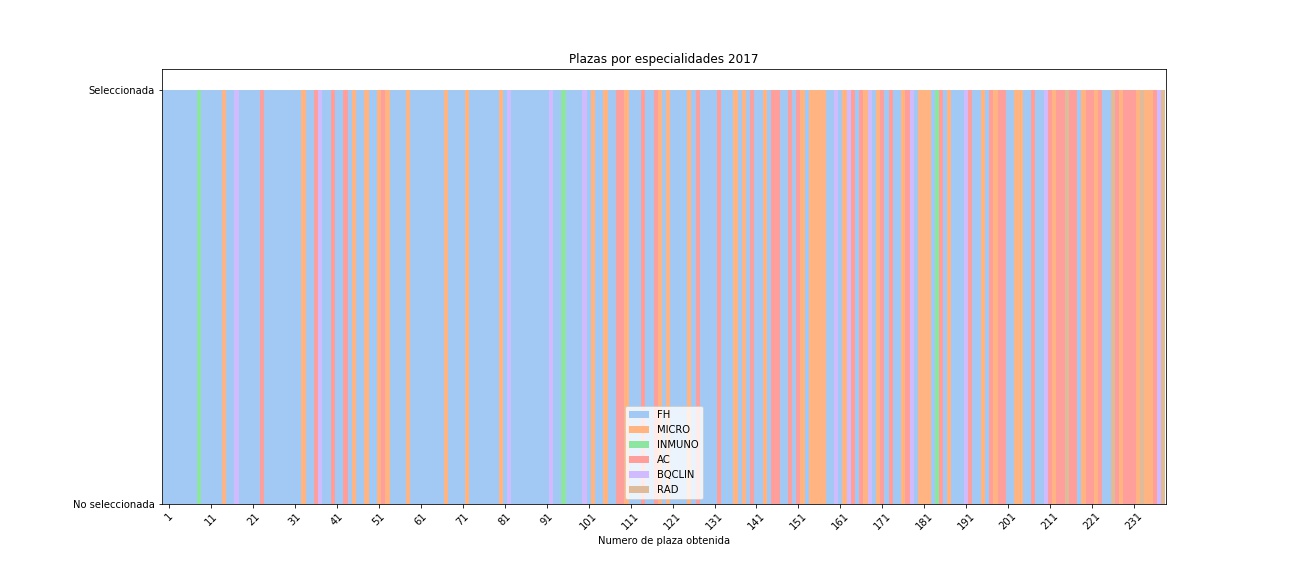 Plazas por especialidades 2017
Seleccionada
No seleccionada
FH
MICRO
INMUNO
AC
BQCLIN
RAD
1 11 21 31 41 51 61 71 81 91 101 111 121 131 141 151 161 171 181 191 201 211 221 231
Numero de plaza obtenida